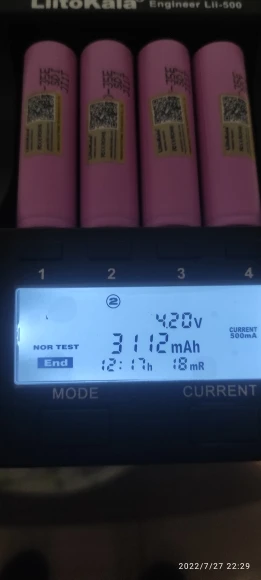 LiitoKala Engineer Lii-500
1 2 3 4
2
4.20V
CURRENT
500mA
3112mAh
NOR TEST
End
12:17h 18mR
MODE CURRENT
2022/7/27 22:29